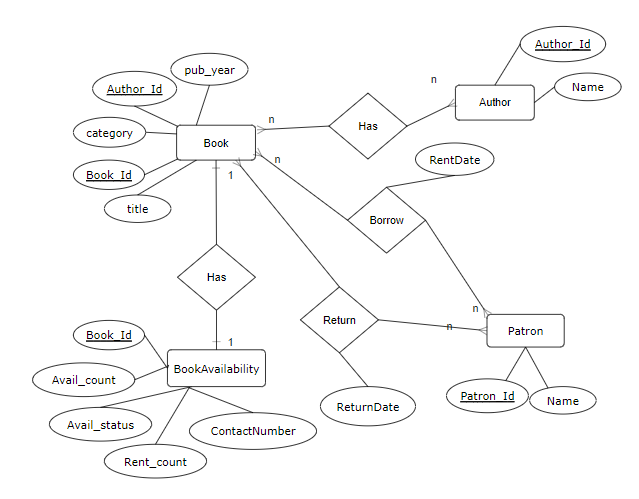 Author_Id
pub_year
Author_Id
Name
n
n
Author
Has
category
Book
RentDate
n
Book_Id
1
title
Borrow
Has
n
Return
n
Patron
Book_Id
1
BookAvailability
Avail_count
Patron_Id
Name
ReturnDate
Avail_status
ContactNumber
Rent_count